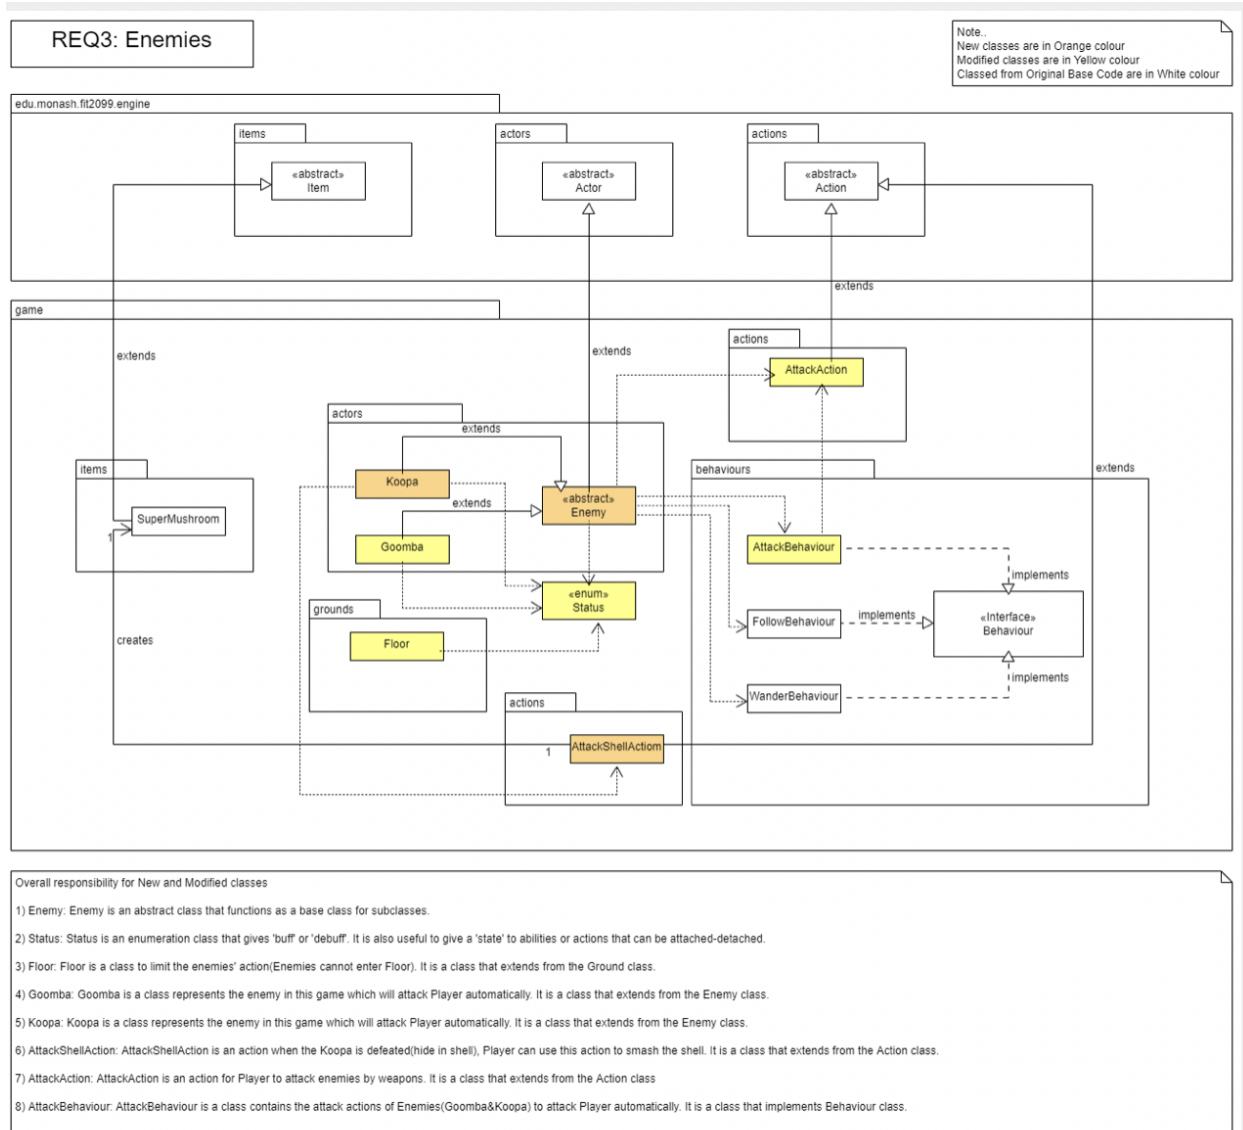 REQ3: Enemies
Note..
New classes are in Orange colour
Modified classes are in Yellow colour
Classed from Original Base Code are in White colour
edu.monash.fit2099.engine
items
«abstract»
Item
actors
«abstract»
Actor
actions
«abstract»
Action
extends
game
extends
extends
actions
AttackAction
actors
extends
Koopa
extends
«abstract»
Enemy
Goomba
items
SuperMushroom
1
behaviours
extends
AttackBehaviour
implements
«enum»
Status
grounds
Floor
FollowBehaviour
implements
«Interface»
Behaviour
creates
WanderBehaviour
implements
actions
1
AttackShellActiom
Overall responsibility for New and Modified classes
1) Enemy: Enemy is an abstract class that functions as a base class for subclasses.
2) Status: Status is an enumeration class that gives 'buff' or 'debuff'. It is also useful to give a 'state' to abilities or actions that can be attached-detached.
3) Floor: Floor is a class to limit the enemies' action(Enemies cannot enter Floor). It is a class that extends from the Ground class.
4) Goomba: Goomba is a class represents the enemy in this game which will attack Player automatically. It is a class that extends from the Enemy class.
5) Koopa: Koopa is a class represents the enemy in this game which will attack Player automatically. It is a class that extends from the Enemy class.
6) AttackShellAction: AttackShellAction is an action when the Koopa is defeated(hide in shell), Player can use this action to smash the shell. It is a class that extends from the Action class.
7) AttackAction: AttackAction is an action for Player to attack enemies by weapons. It is a class that extends from the Action class
8) AttackBehaviour: AttackBehaviour is a class contains the attack actions of Enemies(Goomba&Koopa) to attack Player automatically. It is a class that implements Behaviour class.